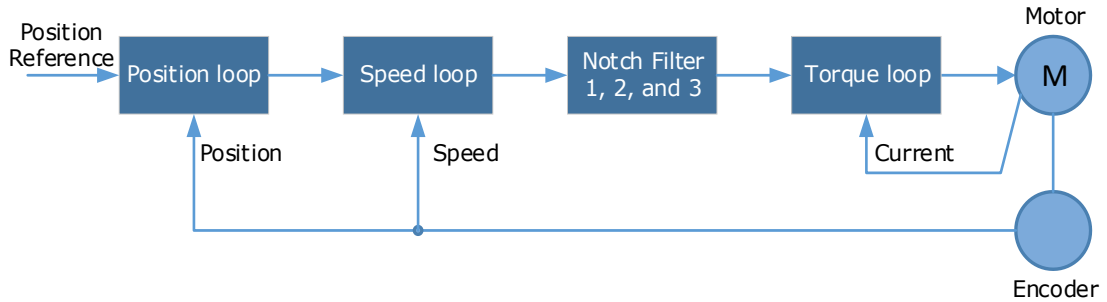 Position
Reference
Position loop
Speed loop
Notch Filter
1, 2, and 3
Torque loop
Motor
M
Position
Speed
Current
Encoder